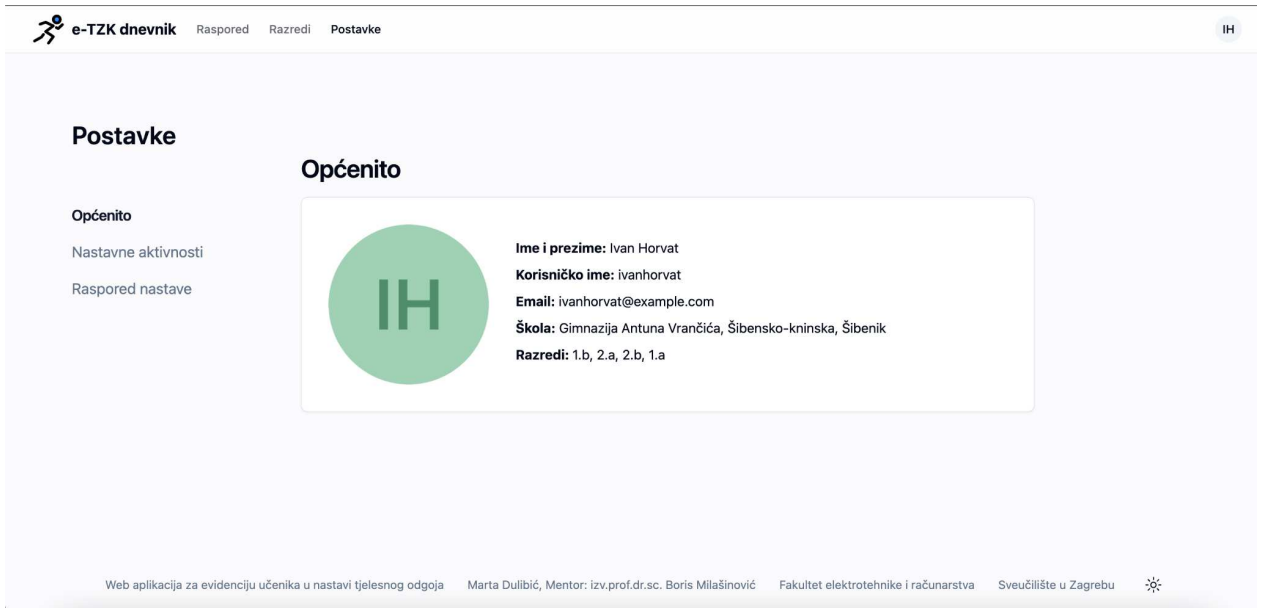 e-TZK dnevnik Raspored Razredi Postavke IH
Postavke
Općenito
Općenito
Nastavne aktivnosti
Raspored nastave
IH
Ime i prezime: Ivan Horvat
Korisničko ime: ivanhorvat
Email: ivanhorvat@example.com
Škola: Gimnazija Antuna Vrančića, Šibensko-kninska, Šibenik
Razredi: 1.b, 2.a, 2.b, 1.a
Web aplikacija za evidenciju učenika u nastavi tjelesnog odgoja Marta Dulibić, Mentor: izv.prof.dr.sc. Boris Milašinović Fakultet elektrotehnike i računarstva Sveučilište u Zagrebu